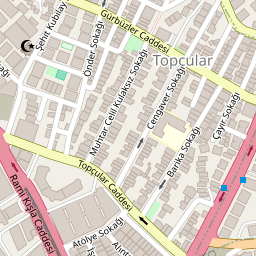 Gürbüzler Caddesi
Şehit Kubilay
Önder Sokağı
Topçular
Muhtar Celil Kulaksız Sokağı
Cengaver Sokağı
Çayır Sokağı
Barika Sokağı
Topçular Caddesi
Rami Kışla Caddesi
Atölye Sokağı